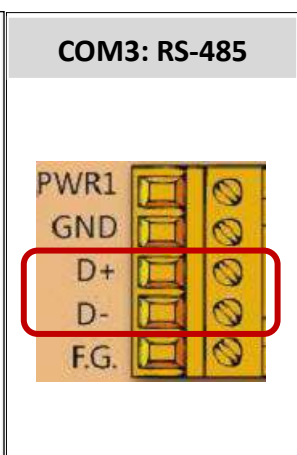 COM3: RS-485
PWR1
GND
D+
D-
F.G.